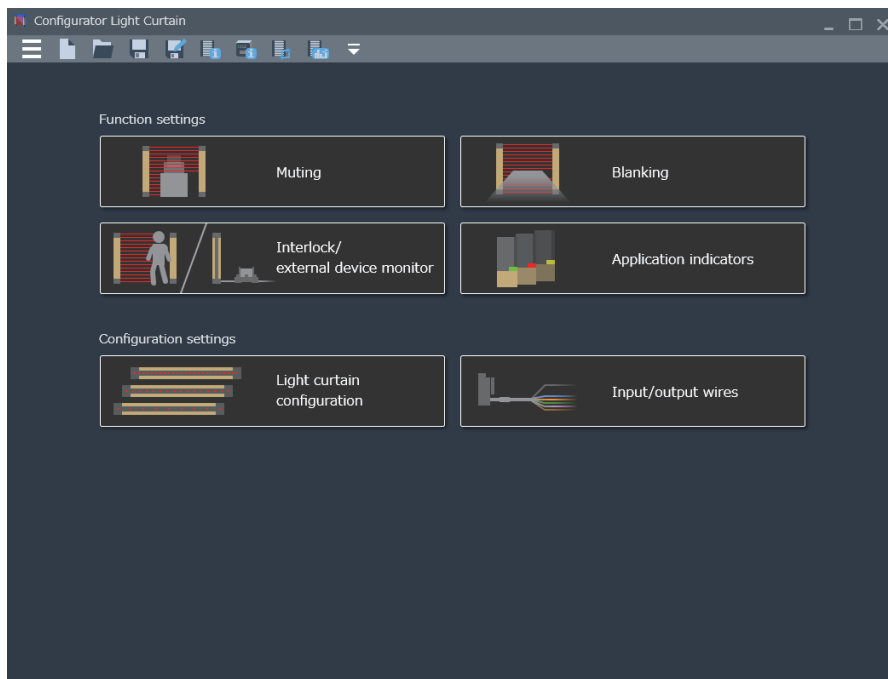 Configurator Light Curtain
Function settings
Muting
Blanking
Interlock/
external device monitor
Application indicators
Configuration settings
Light curtain
configuration
Input/output wires